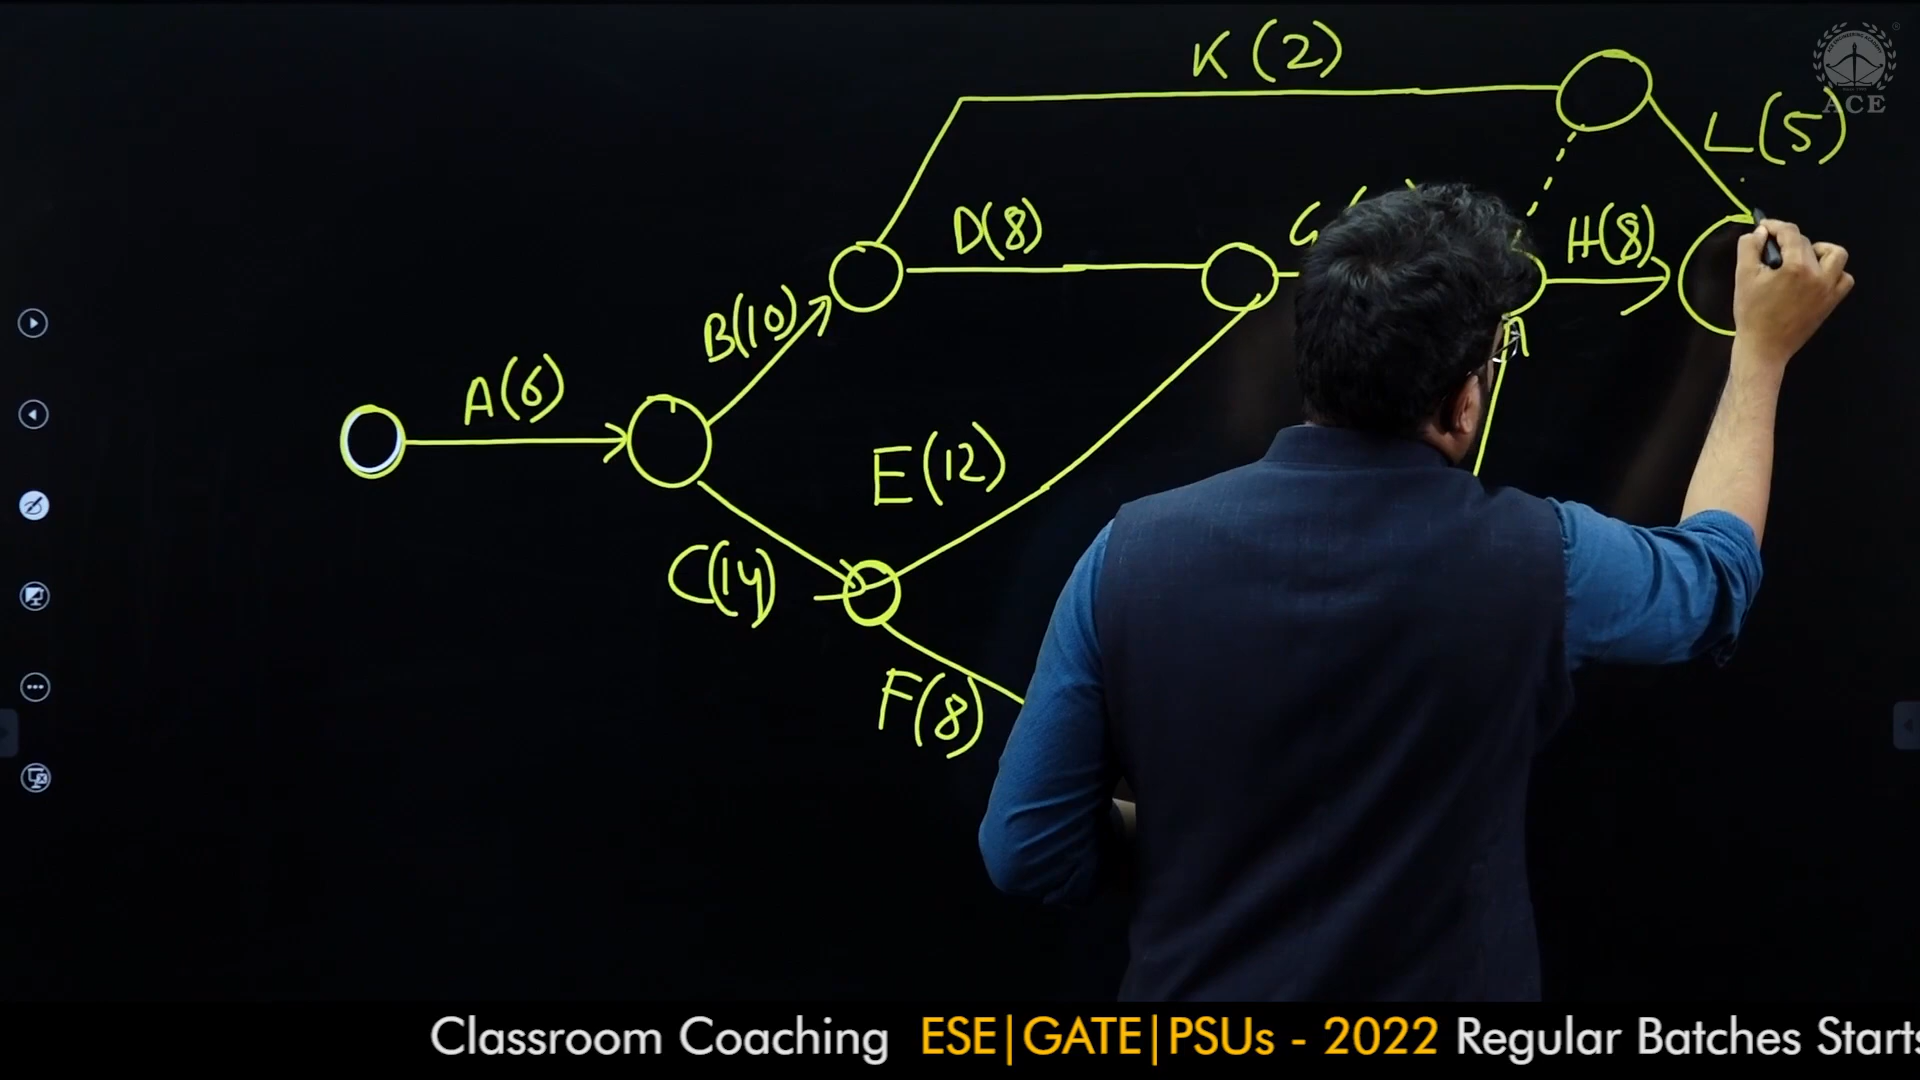 K (2)
ACE
L(5)
D(8)
G
H(8)
B(10)
A(6)
E(12)
C(14)
F(8)
Classroom Coaching ESE|GATE|PSUs - 2022 Regular Batches Starts